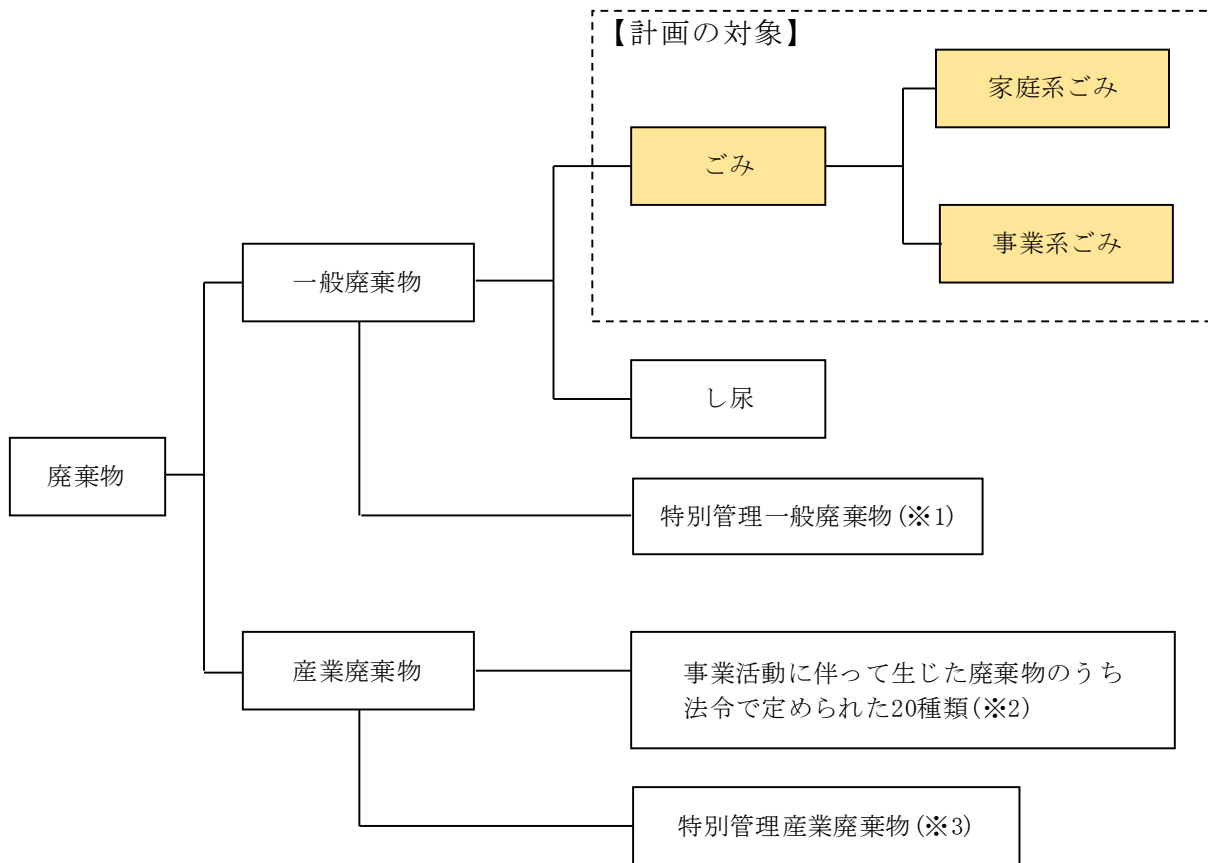 【計画の対象】
家庭系ごみ
ごみ
事業系ごみ
一般廃棄物
し尿
廃棄物
特別管理一般廃棄物(※1)
産業廃棄物
事業活動に伴って生じた廃棄物のうち
法令で定められた20種類(※2)
特別管理産業廃棄物(※3)